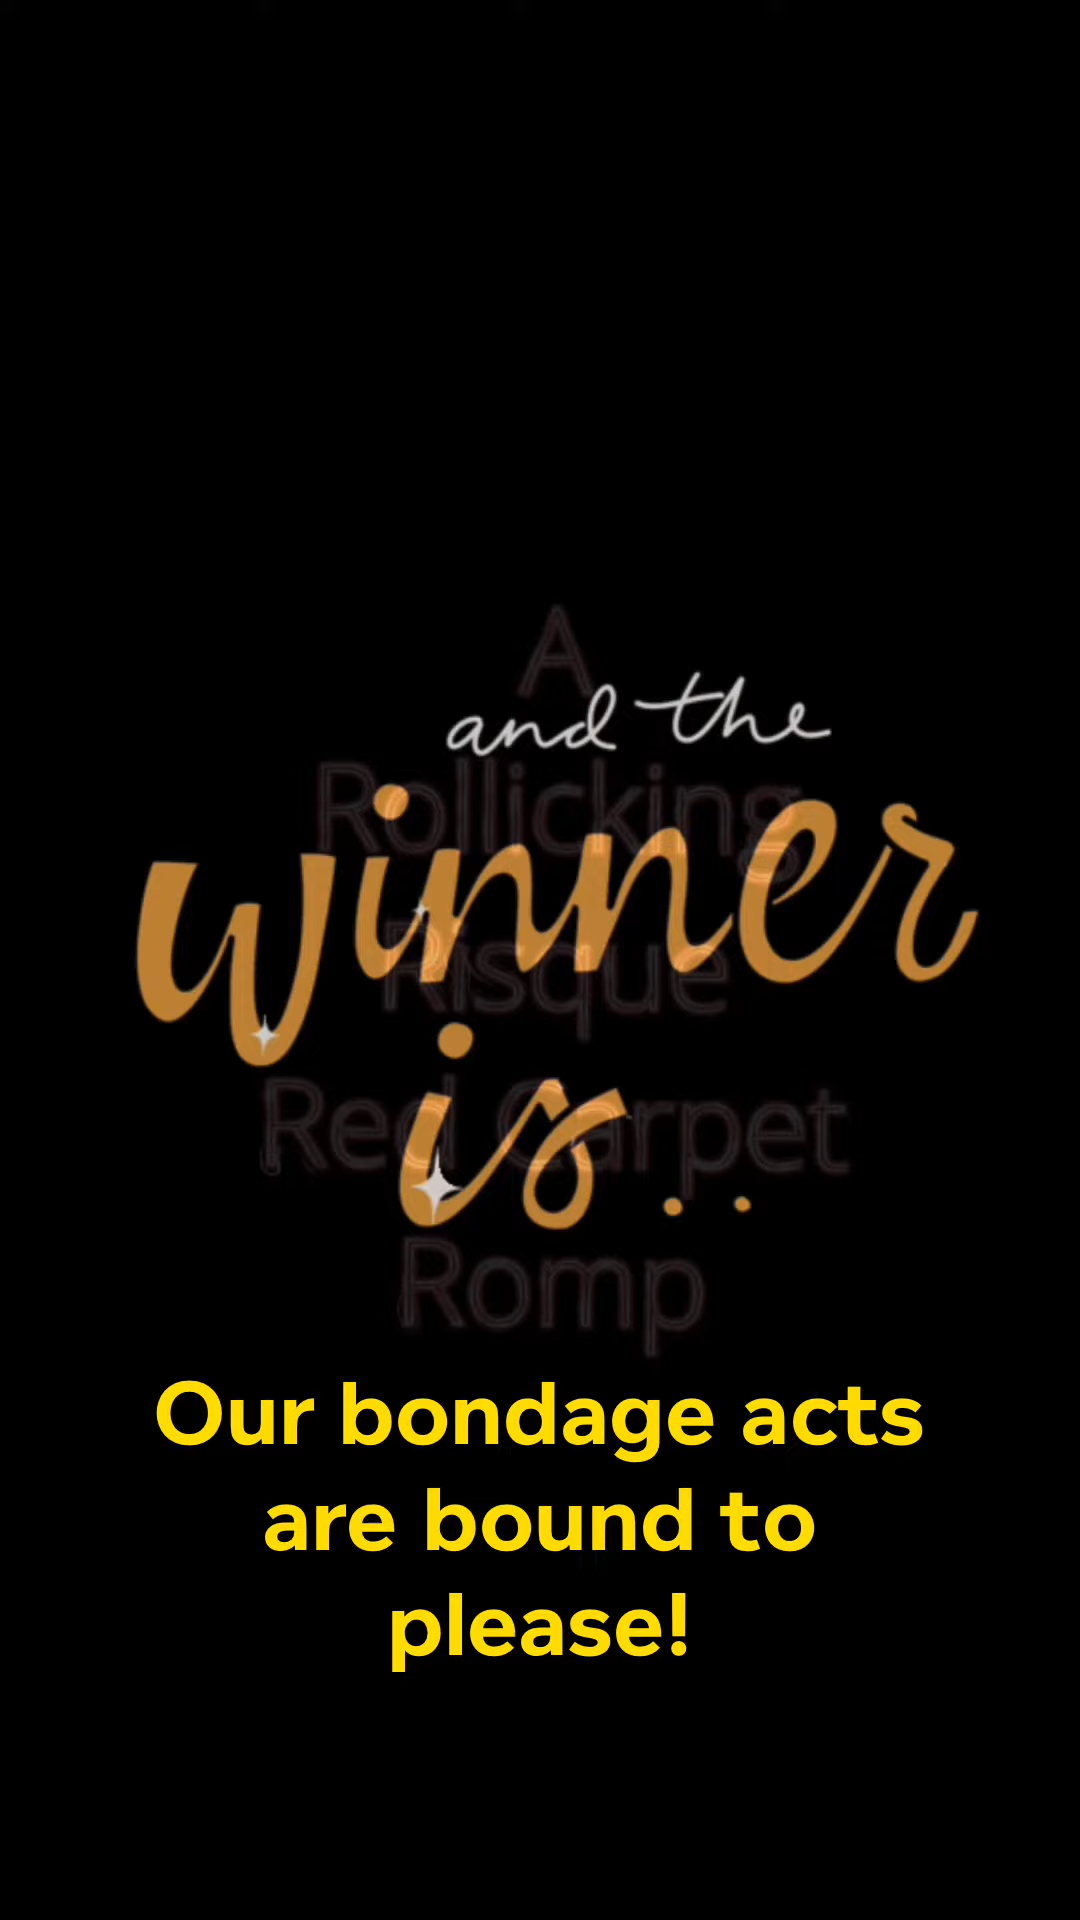 A
and the
Rollicking
winner
Risque
is..
Red Carpet
Romp
Our bondage acts
are bound to
please!